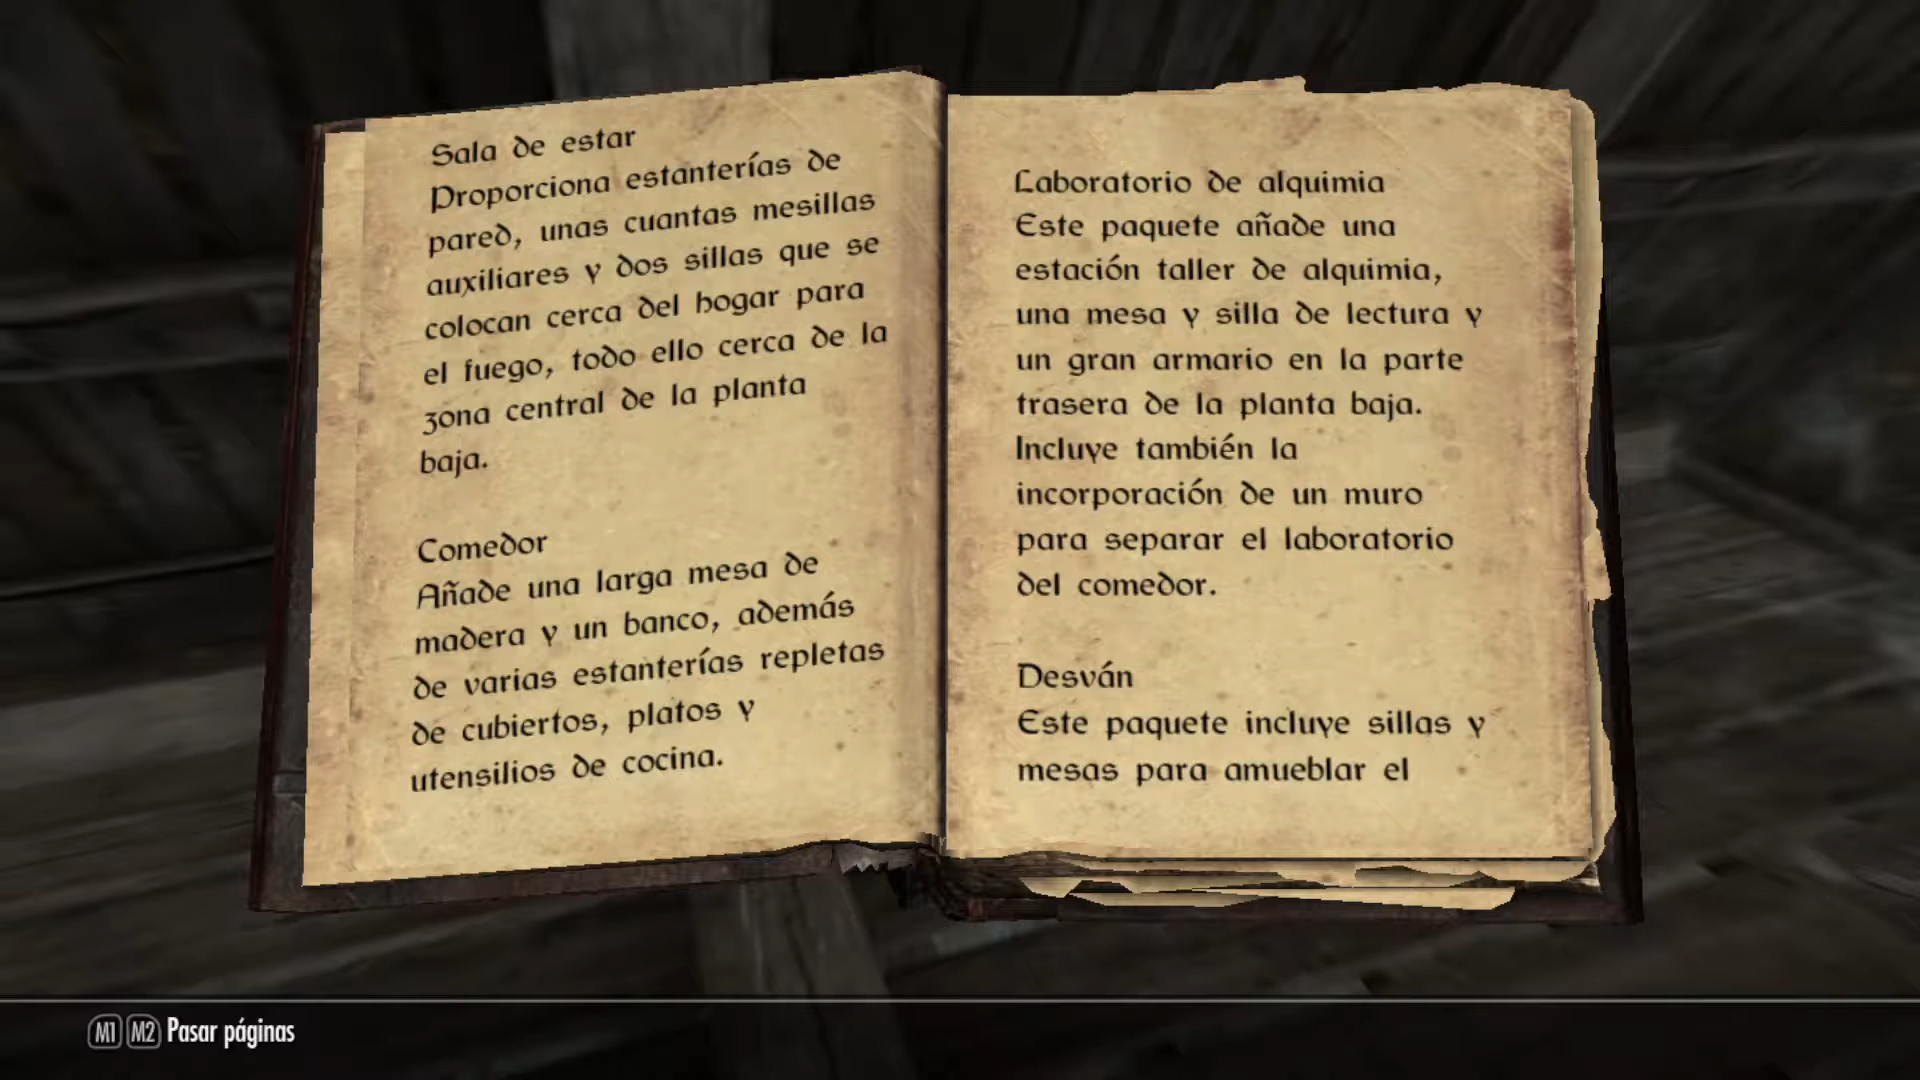 Sala de estar
Proporciona estanterías de
pared, unas cuantas mesillas
auxiliares y dos sillas que se
colocan cerca del hogar para
el fuego, todo ello cerca de la
zona central de la planta
baja.
Comedor
Añade una larga mesa de
madera y un banco, además
de varias estanterías repletas
de cubiertos, platos y
utensilios de cocina.
Laboratorio de alquimia
Este paquete añade una
estación taller de alquimia,
una mesa y silla de lectura y
un gran armario en la parte
trasera de la planta baja.
Incluye también la
incorporación de un muro
para separar el laboratorio
del comedor.
Desván
Este paquete incluye sillas y
mesas para amueblar el
M1 M2 Pasar páginas